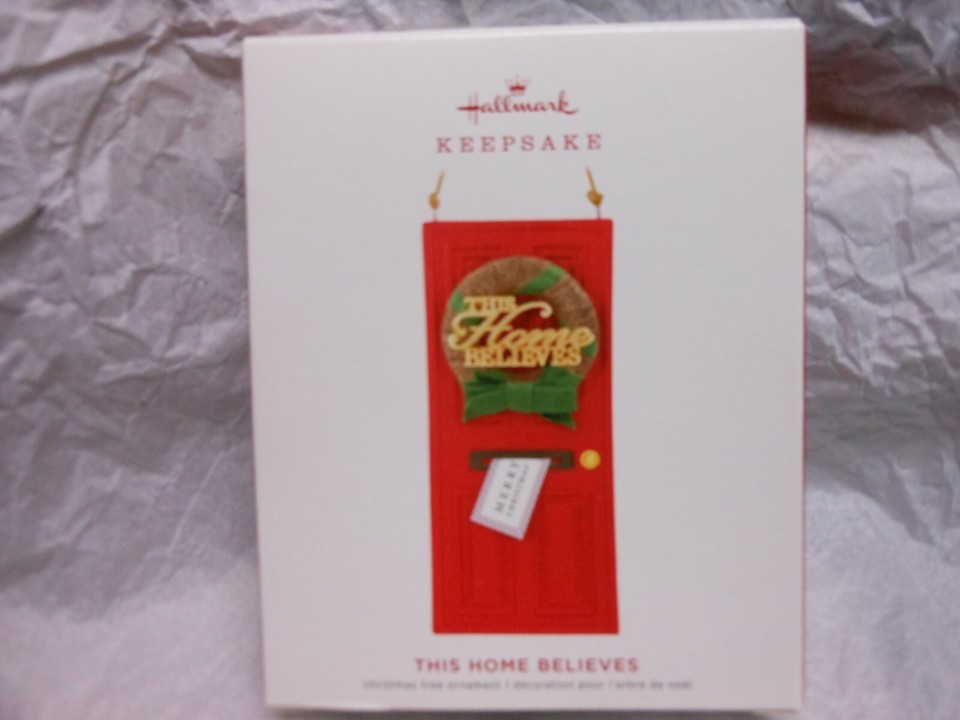 Hallmark
KEEPSAKE
THIS
Home
BELIEVES
MERRY
CHRISTMAS
THIS HOME BELIEVES
christmas tree ornament | décoration pour l'arbre de noël